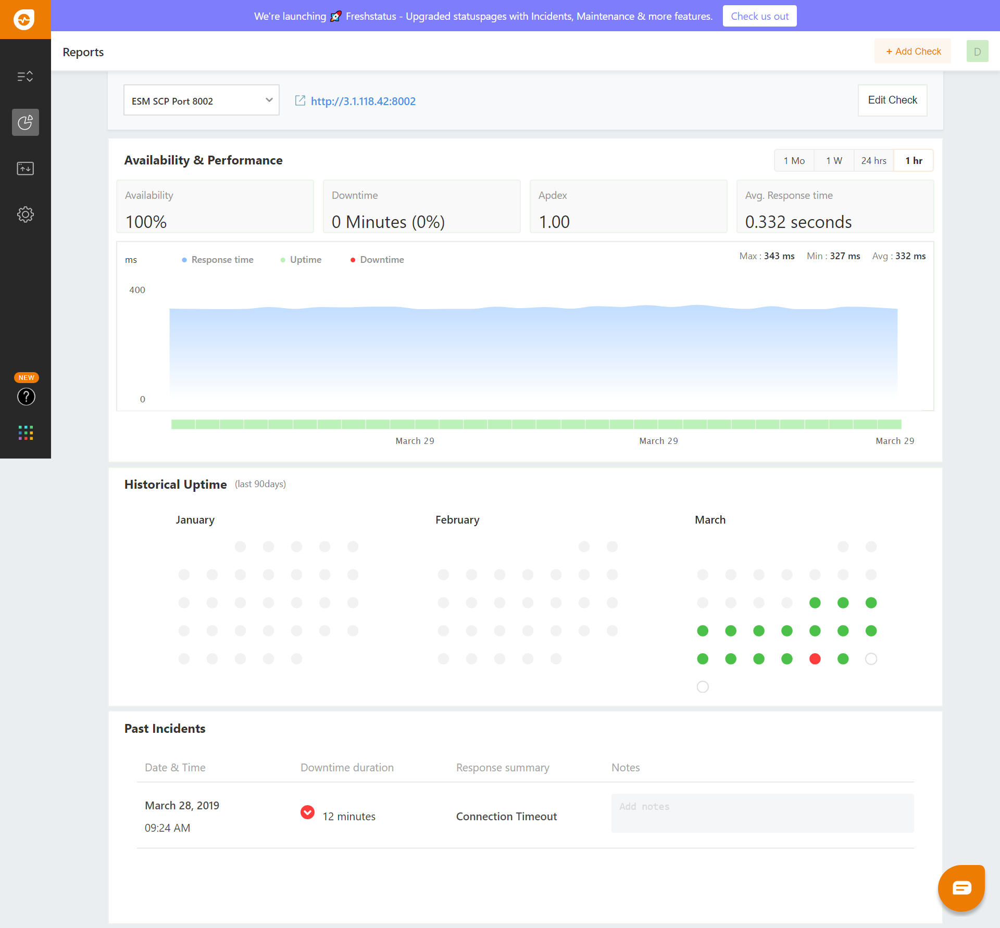 We're launching 🚀 Freshstatus - Upgraded statuspages with Incidents, Maintenance & more features.
Check us out
Reports
+ Add Check
D
ESM SCP Port 8002
http://3.1.118.42:8002
Edit Check
Availability & Performance
1 Mo
1 W
24 hrs
1 hr
Availability
100%
Downtime
0 Minutes (0%)
Apdex
1.00
Avg. Response time
0.332 seconds
ms
Response time
Uptime
Downtime
Max : 343 ms
Min : 327 ms
Avg : 332 ms
400
0
NEW
?
March 29
March 29
March 29
Historical Uptime (last 90days)
January
February
March
Past Incidents
Date & Time
Downtime duration
Response summary
Notes
March 28, 2019
09:24 AM
12 minutes
Connection Timeout
Add notes